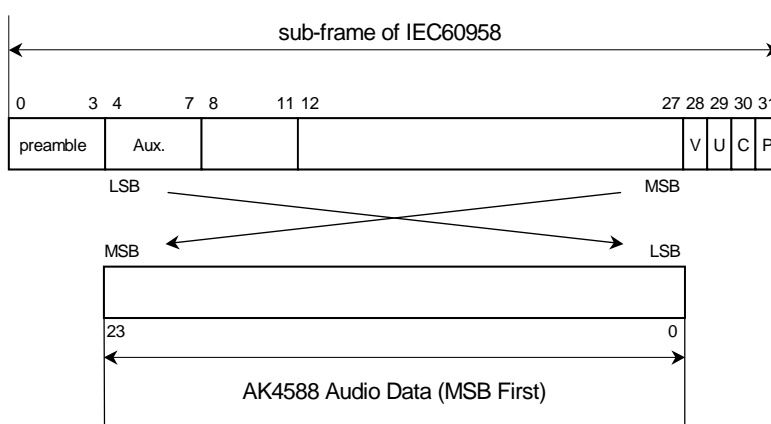 sub-frame of IEC60958
0 3 4 7 8 11 12 27 28 29 30 31
preamble Aux. V U C P
LSB MSB
MSB LSB
23 0
AK4588 Audio Data (MSB First)